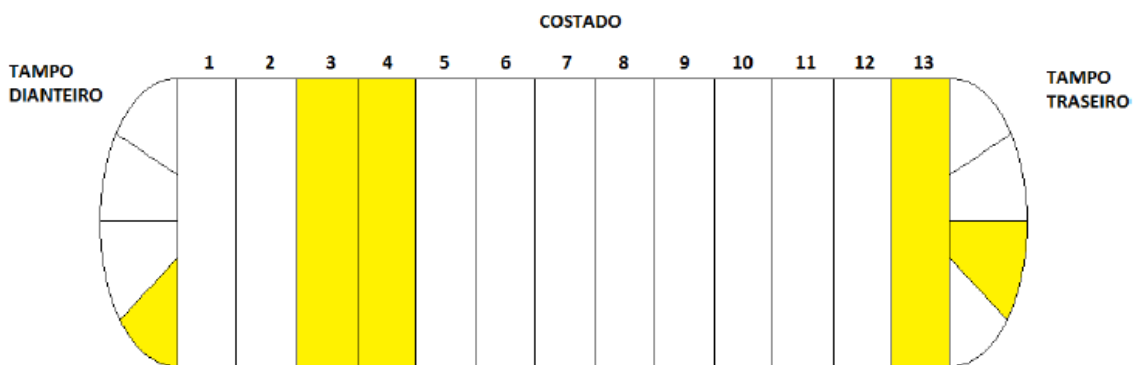 COSTADO
TAMPO
DIANTEIRO
1 2 3 4 5 6 7 8 9 10 11 12 13
TAMPO
TRASEIRO